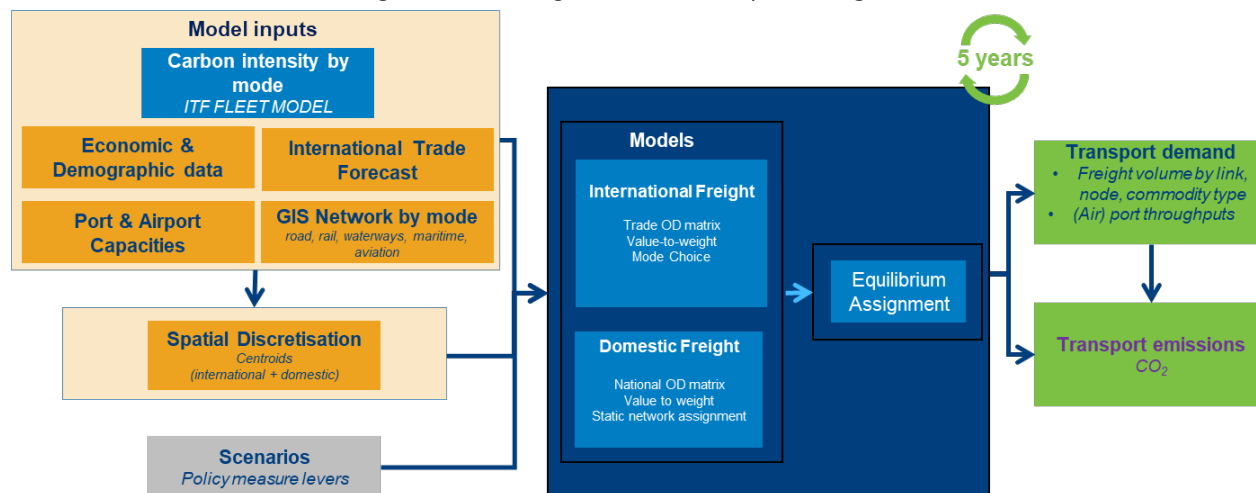 Model inputs
Carbon intensity by
mode
ITF FLEET MODEL
Economic &
Demographic data
International Trade
Forecast
Port & Airport
Capacities
GIS Network by mode
road, rail, waterways, maritime,
aviation
Spatial Discretisation
Centroids
(international + domestic)
Scenarios
Policy measure levers
Models
International Freight
Trade OD matrix
Value-to-weight
Mode Choice
Domestic Freight
National OD matrix
Value to weight
Static network assignment
Equilibrium
Assignment
5 years
Transport demand
• Freight volume by link,
node, commodity type
• (Air) port throughputs
Transport emissions
CO2